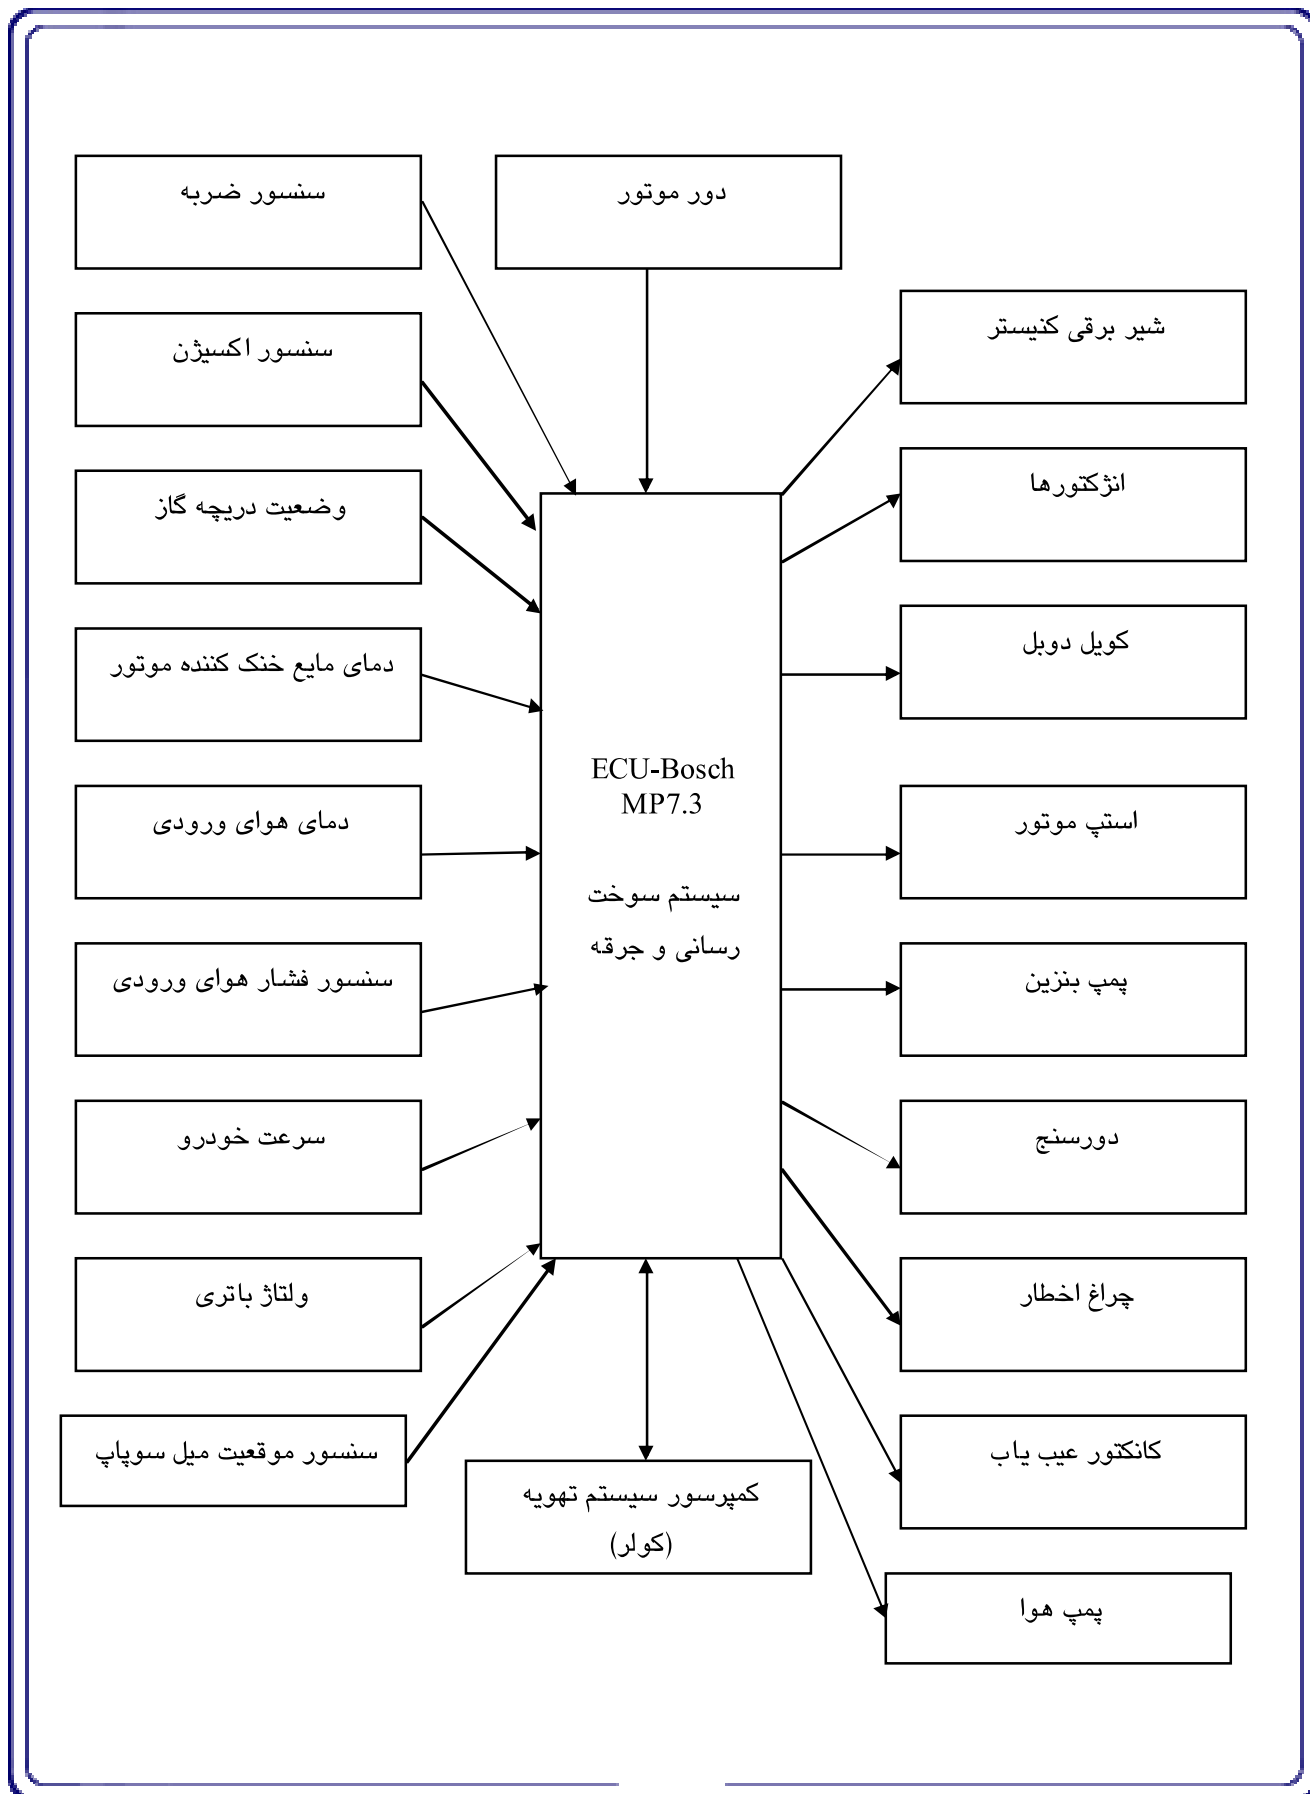 سنسور ضربه
دور موتور
شیر برقی کنیستر
سنسور اکسیژن
انژکتورها
وضعیت دریچه گاز
کویل دوبل
دمای مایع خنک کننده موتور
ECU-Bosch
MP7.3
سیستم سوخت
رسانی و جرقه
استپ موتور
دمای هوای ورودی
پمپ بنزین
سنسور فشار هوای ورودی
دورسنج
سرعت خودرو
چراغ اخطار
ولتاژ باتری
کانکتور عیب یاب
سنسور موقعیت میل سوپاپ
کمپرسور سیستم تهویه
(کولر)
پمپ هوا